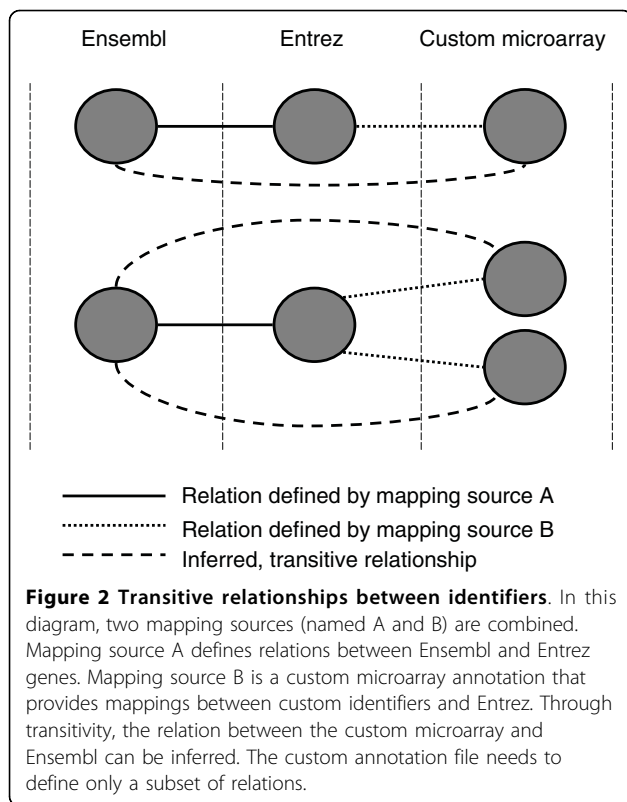 Ensembl Entrez Custom microarray
Relation defined by mapping source A
Relation defined by mapping source B
Inferred, transitive relationship
Figure 2 Transitive relationships between identifiers. In this
diagram, two mapping sources (named A and B) are combined.
Mapping source A defines relations between Ensembl and Entrez
genes. Mapping source B is a custom microarray annotation that
provides mappings between custom identifiers and Entrez. Through
transitivity, the relation between the custom microarray and
Ensembl can be inferred. The custom annotation file needs to
define only a subset of relations.